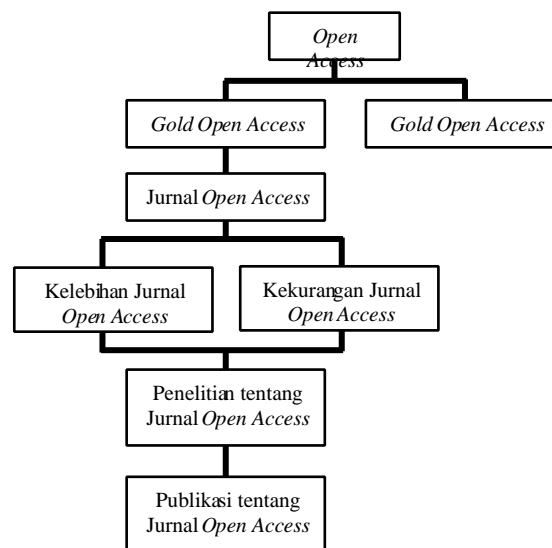 Open
Access
Gold Open Access
Gold Open Access
Jurnal Open Access
Kelebihan Jurnal
Open Access
Kekurangan Jurnal
Open Access
Penelitian tentang
Jurnal Open Access
Publikasi tentang
Jurnal Open Access